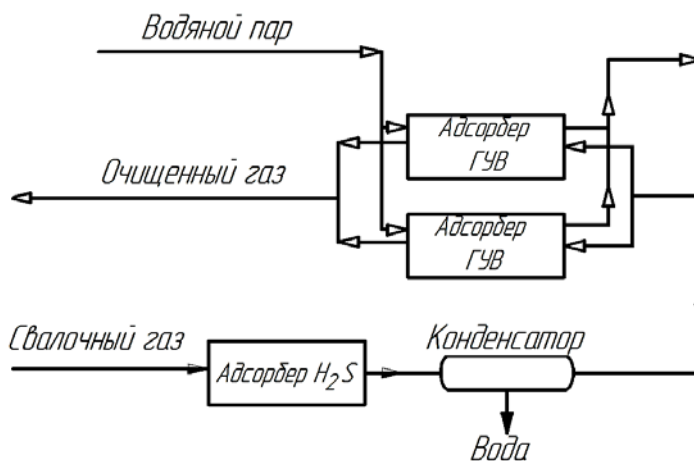 Водяной пар
Адсорбер
ГУВ
Очищенный газ
Адсорбер
ГУВ
Свалочный газ
Адсорбер H₂S
Конденсатор
Вода